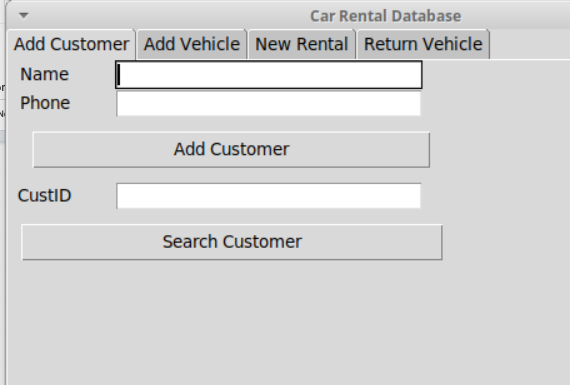 Car Rental Database
Add Customer Add Vehicle New Rental Return Vehicle
Name
Phone
Add Customer
CustID
Search Customer